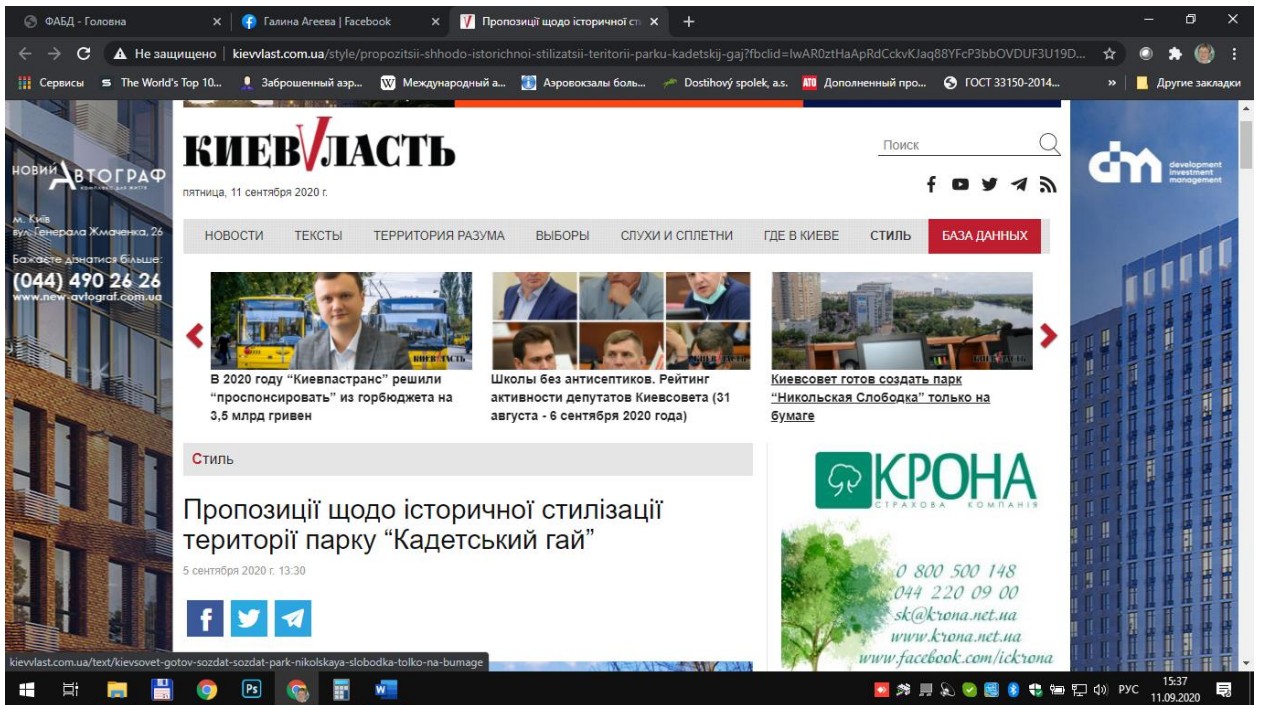 ФАБД - Головна
Галина Агеева | Facebook
Пропозиції щодо історичної сти
Не защищено | kievvlast.com.ua/style/propozitsii-shhodo-istorichnoi-stilizatsii-teritorii-parku-kadetskij-gaj?fbclid=IwAR0ztHaApRdCckvKJaq88YFcP3bbOVDUF3U19D...
Сервисы
The World's Top 10...
Заброшенный аэр...
Международный а...
Аэровокзалы боль...
Dostihový spolek, a.s.
Дополненный про...
ГОСТ 33150-2014...
»
Другие закладки
НОВИЙ АВТОГРАФ
м. Київ
вул. Генерала Жмаченка, 26
Бажаєте дізнатися більше:
(044) 490 26 26
www.new-avtograf.com.ua
КИЕВVЛАСТЬ
пятница, 11 сентября 2020 г.
Поиск
dim development
investment
management
НОВОСТИ ТЕКСТЫ ТЕРРИТОРИЯ РАЗУМА ВЫБОРЫ СЛУХИ И СПЛЕТНИ ГДЕ В КИЕВЕ СТИЛЬ БАЗА ДАННЫХ
В 2020 году “Киевпастранс” решили
“проспонсировать” из горбюджета на
3,5 млрд гривен
Школы без антисептиков. Рейтинг
активности депутатов Киевсовета (31
августа - 6 сентября 2020 года)
Киевсовет готов создать парк
“Никольская Слободка” только на
бумаге
Стиль
Пропозиції щодо історичної стилізації
території парку “Кадетський гай”
5 сентября 2020 г. 13:30
КРОНА
СТРАХОВА КОМПАНІЯ
0 800 500 148
044 220 09 00
sk@krona.net.ua
www.krona.net.ua
www.facebook.com/ickrona
kievvlast.com.ua/text/kievsovet-gotov-sozdat-sozdat-park-nikolskaya-slobodka-tolko-na-bumage
Ps
РУС
15:37
11.09.2020